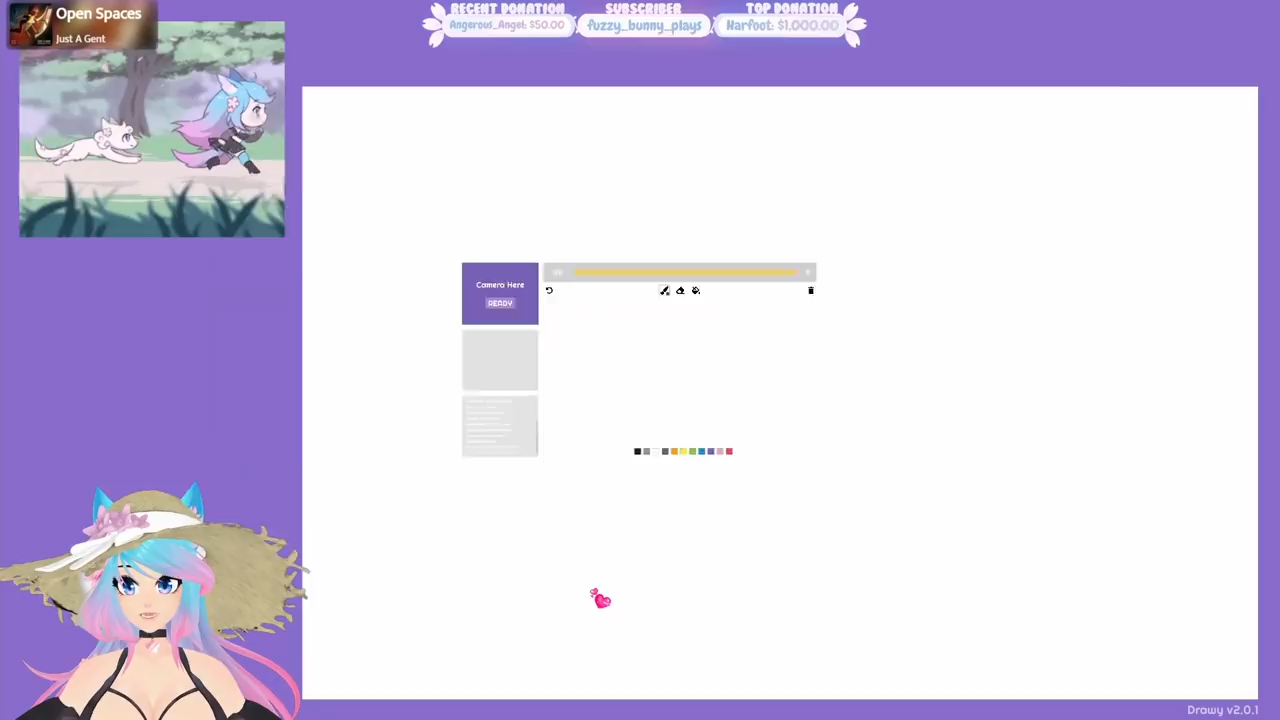 Open Spaces
Just A Gent
RECENT DONATION
Angerous_Angel: $50.00
SUBSCRIBER
fuzzy_bunny_plays
TOP DONATION
Harfoot: $1,000.00
Camera Here
READY
Drawy v2.0.1